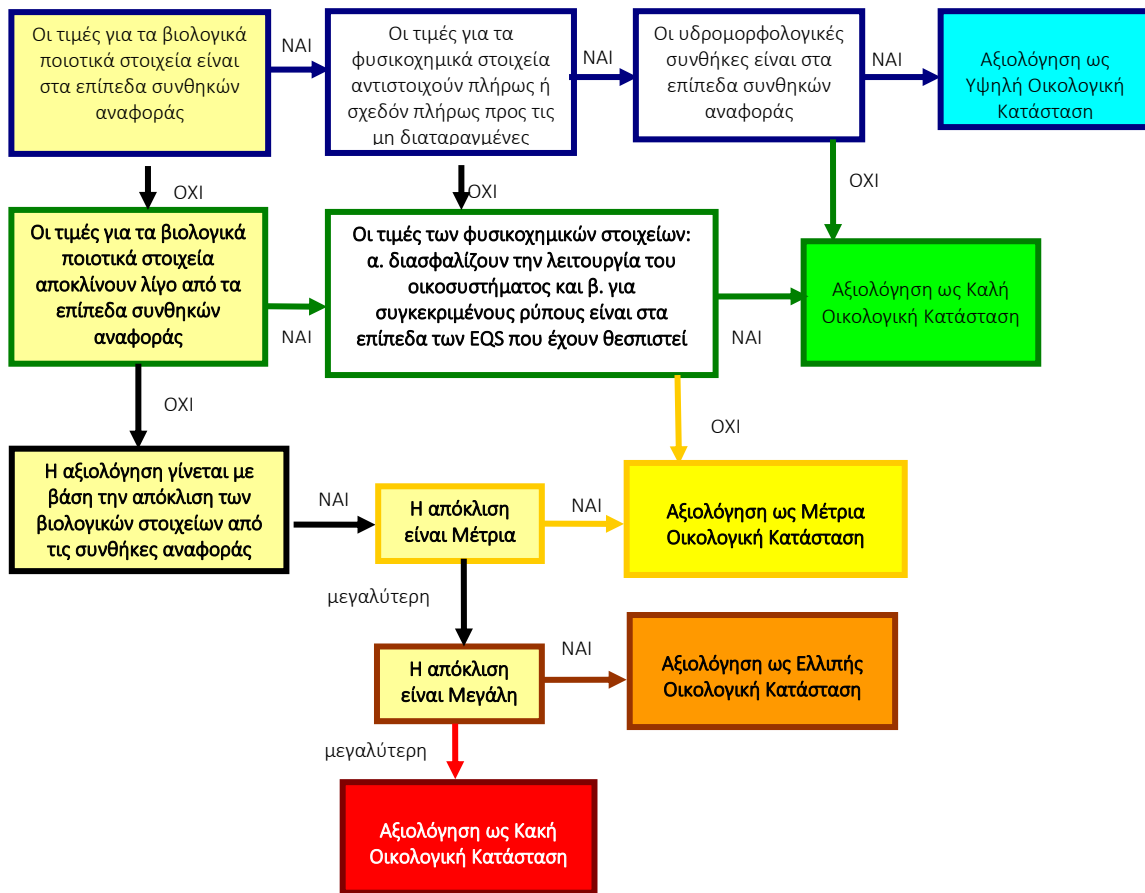 Οι τιμές για τα βιολογικά
ποιοτικά στοιχεία είναι
στα επίπεδα συνθηκών
αναφοράς
ΝΑΙ
Οι τιμές για τα
φυσικοχημικά στοιχεία
αντιστοιχούν πλήρως ή
σχεδόν πλήρως προς τις
μη διαταραγμένες
ΝΑΙ
Οι υδρομορφολογικές
συνθήκες είναι στα
επίπεδα συνθηκών
αναφοράς
ΝΑΙ
Αξιολόγηση ως
Υψηλή Οικολογική
Κατάσταση
ΟΧΙ
ΟΧΙ
ΟΧΙ
Οι τιμές για τα βιολογικά
ποιοτικά στοιχεία
αποκλίνουν λίγο από τα
επίπεδα συνθηκών
αναφοράς
ΝΑΙ
Οι τιμές των φυσικοχημικών στοιχείων:
α. διασφαλίζουν την λειτουργία του
οικοσυστήματος και β. για
συγκεκριμένους ρύπους είναι στα
επίπεδα των EQS που έχουν θεσπιστεί
ΝΑΙ
Αξιολόγηση ως Καλή
Οικολογική Κατάσταση
ΟΧΙ
ΟΧΙ
Η αξιολόγηση γίνεται με
βάση την απόκλιση των
βιολογικών στοιχείων από
τις συνθήκες αναφοράς
ΝΑΙ
Η απόκλιση
είναι Μέτρια
ΝΑΙ
Αξιολόγηση ως Μέτρια
Οικολογική Κατάσταση
μεγαλύτερη
Η απόκλιση
είναι Μεγάλη
ΝΑΙ
Αξιολόγηση ως Ελλιπής
Οικολογική Κατάσταση
μεγαλύτερη
Αξιολόγηση ως Κακή
Οικολογική Κατάσταση